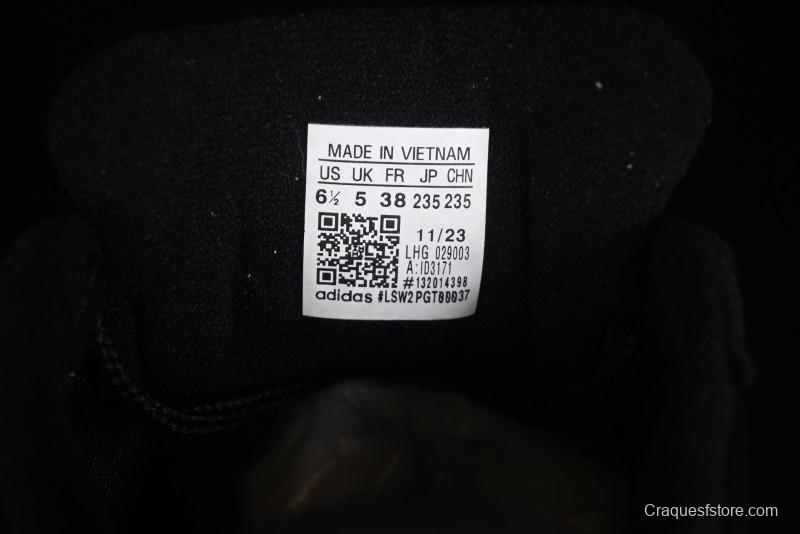 MADE IN VIETNAM
US UK FR JP CHN
6½ 5 38 235 235
11/23
LHG 029003
A:ID3171
#132014398
adidas #LSW2PGT00037
Craquesfstore.com